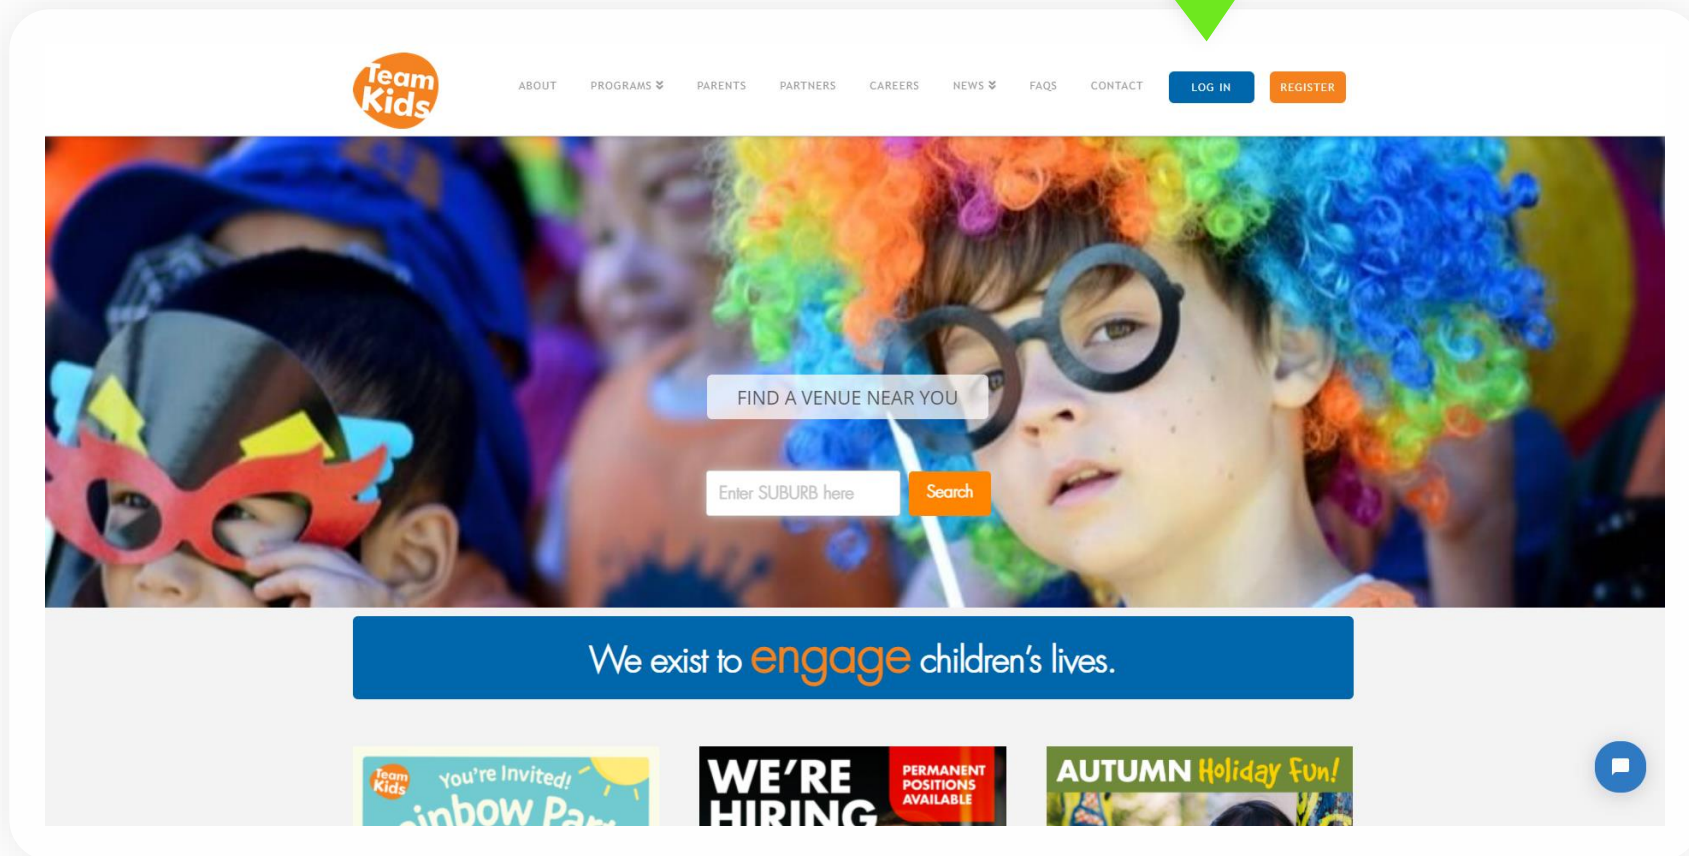 Team
Kids
ABOUT
PROGRAMS
PARENTS
PARTNERS
CAREERS
NEWS
FAQS
CONTACT
LOG IN
REGISTER
FIND A VENUE NEAR YOU
Enter SUBURB here
Search
We exist to engage children's lives.
Team
Kids
You're Invited!
WE'RE
HIRING
PERMANENT
POSITIONS
AVAILABLE
AUTUMN Holiday Fun!